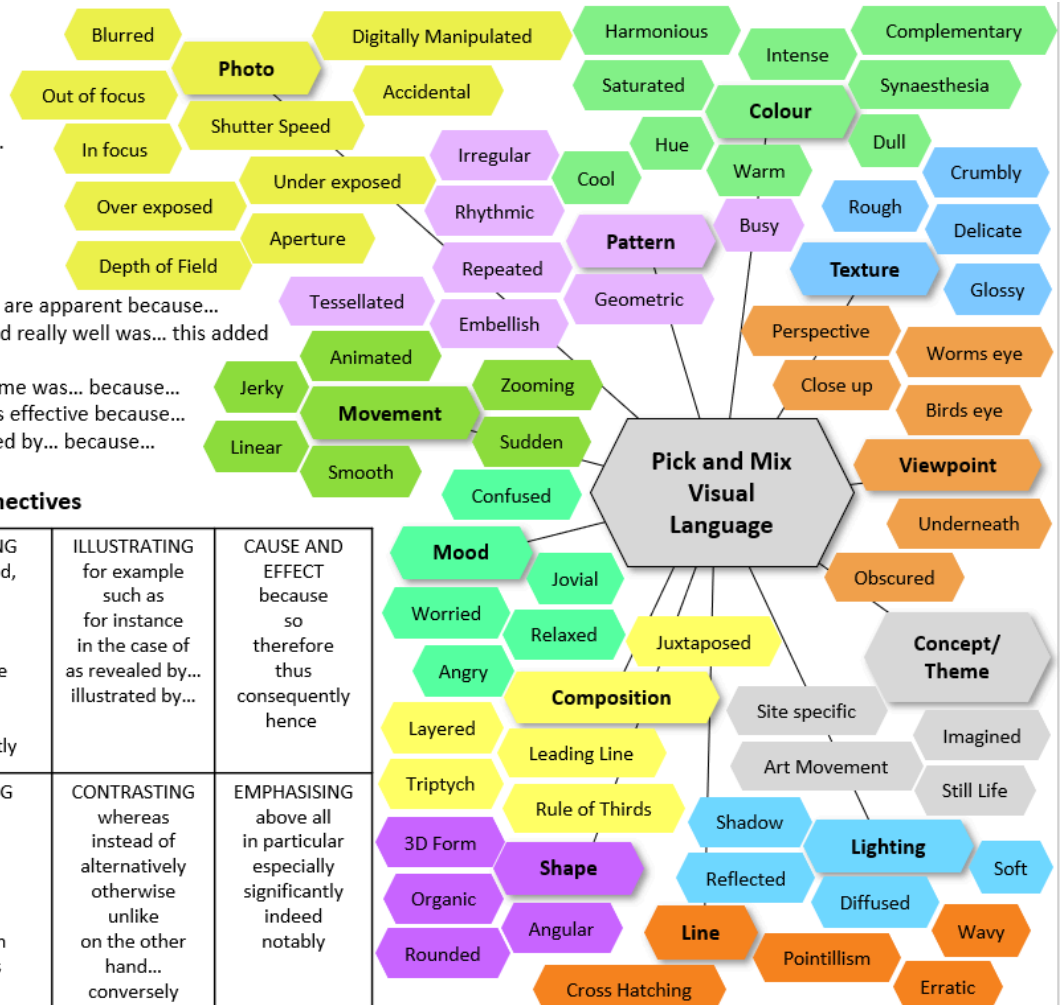 Blurred
Photo
Digitally Manipulated
Out of focus
Accidental
Shutter Speed
In focus
Under exposed
Over exposed
Aperture
Depth of Field
Harmonious
Intense
Complementary
Saturated
Colour
Synaesthesia
Hue
Dull
Cool
Warm
Irregular
Rhythmic
Pattern
Busy
Repeated
Geometric
Tessellated
Embellish
Crumbly
Rough
Delicate
Texture
Glossy
are apparent because...
really well was... this added
was... because...
effective because...
by... because...
Animated
Jerky
Zooming
Movement
Linear
Sudden
Smooth
Perspective
Worms eye
Close up
Birds eye
Viewpoint
Underneath
Obscured
Pick and Mix
Visual
Language
Confused
Mood
Jovial
Worried
Relaxed
Angry
Concept/
Theme
Site specific
Imagined
Art Movement
Still Life
Juxtaposed
Composition
Layered
Leading Line
Triptych
Rule of Thirds
3D Form
Shape
Organic
Angular
Rounded
Shadow
Lighting
Soft
Reflected
Diffused
Line
Wavy
Pointillism
Cross Hatching
Erratic
ILLUSTRATING
for example
such as
for instance
in the case of
as revealed by...
illustrated by...
CAUSE AND
EFFECT
because
so
therefore
thus
consequently
hence
CONTRASTING
whereas
instead of
alternatively
otherwise
unlike
on the other
hand...
conversely
EMPHASISING
above all
in particular
especially
significantly
indeed
notably